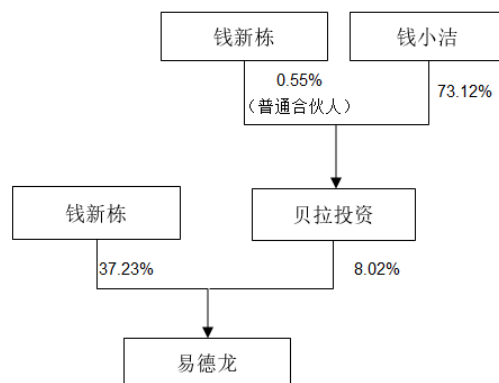 钱新栋
钱小洁
0.55%
（普通合伙人）
73.12%
钱新栋
贝拉投资
37.23%
8.02%
易德龙